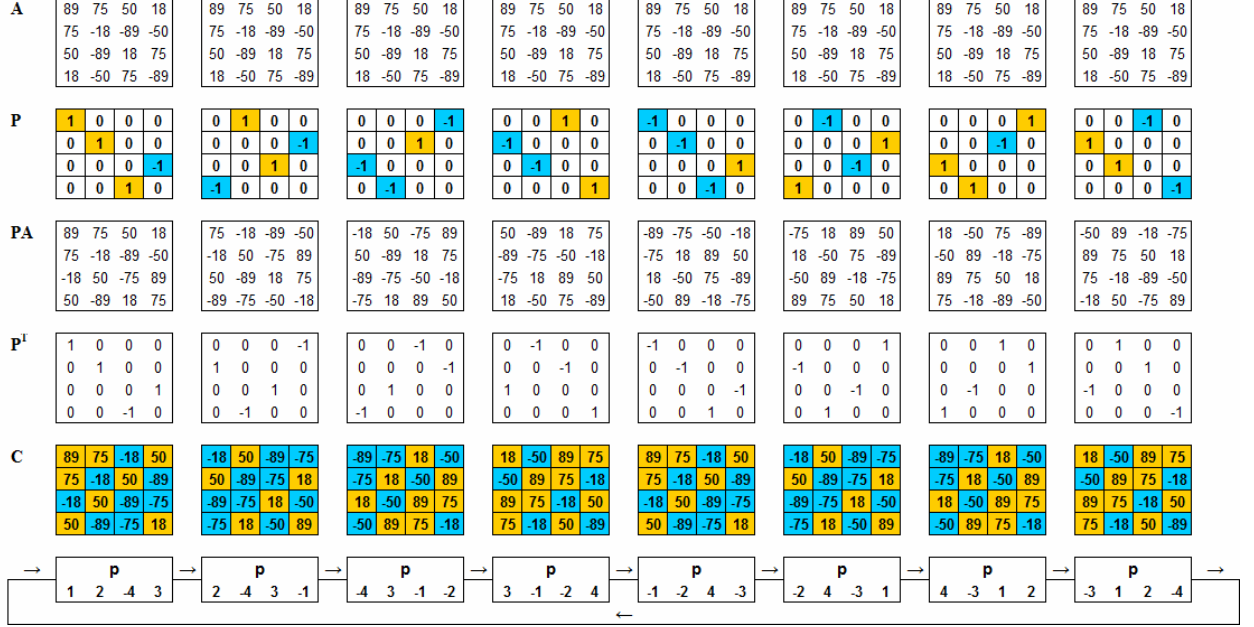 A 89 75 50 18 89 75 50 18 89 75 50 18 89 75 50 18 89 75 50 18 89 75 50 18 89 75 50 18 89 75 50 18
75 -18 -89 -50 75 -18 -89 -50 75 -18 -89 -50 75 -18 -89 -50 75 -18 -89 -50 75 -18 -89 -50 75 -18 -89 -50 75 -18 -89 -50
50 -89 18 75 50 -89 18 75 50 -89 18 75 50 -89 18 75 50 -89 18 75 50 -89 18 75 50 -89 18 75 50 -89 18 75
18 -50 75 -89 18 -50 75 -89 18 -50 75 -89 18 -50 75 -89 18 -50 75 -89 18 -50 75 -89 18 -50 75 -89 18 -50 75 -89
P 1 0 0 0 0 1 0 0 0 0 0 -1 0 0 1 0 -1 0 0 0 0 -1 0 0 0 0 0 1 0 0 -1 0
0 1 0 0 0 0 0 -1 0 0 1 0 -1 0 0 0 0 -1 0 0 0 0 0 1 0 0 -1 0 1 0 0 0
0 0 0 -1 0 0 1 0 -1 0 0 0 0 -1 0 0 0 0 0 1 0 0 -1 0 1 0 0 0 0 1 0 0
0 0 1 0 -1 0 0 0 0 -1 0 0 0 0 0 1 0 0 -1 0 1 0 0 0 0 1 0 0 0 0 0 -1
PA 89 75 50 18 75 -18 -89 -50 -18 50 -75 89 50 -89 18 75 -89 -75 -50 -18 -75 18 89 50 18 -50 75 -89 -50 89 -18 -75
75 -18 -89 -50 -18 50 -75 89 50 -89 18 75 -89 -75 -50 -18 -75 18 89 50 18 -50 75 -89 -50 89 -18 -75 89 75 50 18
-18 50 -75 89 50 -89 18 75 -89 -75 -50 -18 -75 18 89 50 18 -50 75 -89 -50 89 -18 -75 89 75 50 18 75 -18 -89 -50
50 -89 18 75 -89 -75 -50 -18 -75 18 89 50 18 -50 75 -89 -50 89 -18 -75 89 75 50 18 75 -18 -89 -50 -18 50 -75 89
P^T 1 0 0 0 0 0 0 -1 0 0 -1 0 0 -1 0 0 -1 0 0 0 0 0 0 1 0 0 1 0 0 1 0 0
0 1 0 0 1 0 0 0 0 0 0 -1 0 0 -1 0 0 -1 0 0 -1 0 0 0 0 0 0 1 0 0 1 0
0 0 0 1 0 0 1 0 0 1 0 0 1 0 0 0 0 0 0 -1 0 0 -1 0 0 -1 0 0 -1 0 0 0
0 0 -1 0 0 -1 0 0 -1 0 0 0 0 0 0 1 0 0 1 0 0 1 0 0 1 0 0 0 0 0 0 -1
C 89 75 -18 50 -18 50 -89 -75 -89 -75 18 -50 18 -50 89 75 89 75 -18 50 -18 50 -89 -75 -89 -75 18 -50 18 -50 89 75
75 -18 50 -89 50 -89 -75 18 -75 18 -50 89 -50 89 75 -18 75 -18 50 -89 50 -89 -75 18 -75 18 -50 89 -50 89 75 -18
-18 50 -89 -75 -89 -75 18 -50 18 -50 89 75 89 75 -18 50 -18 50 -89 -75 -89 -75 18 -50 18 -50 89 75 89 75 -18 50
50 -89 -75 18 -75 18 -50 89 -50 89 75 -18 75 -18 50 -89 50 -89 -75 18 -75 18 -50 89 -50 89 75 -18 75 -18 50 -89
→ p → p → p → p → p → p → p → p →
1 2 -4 3 2 -4 3 -1 -4 3 -1 -2 3 -1 -2 4 -1 -2 4 -3 -2 4 -3 1 4 -3 1 2 -3 1 2 -4
←